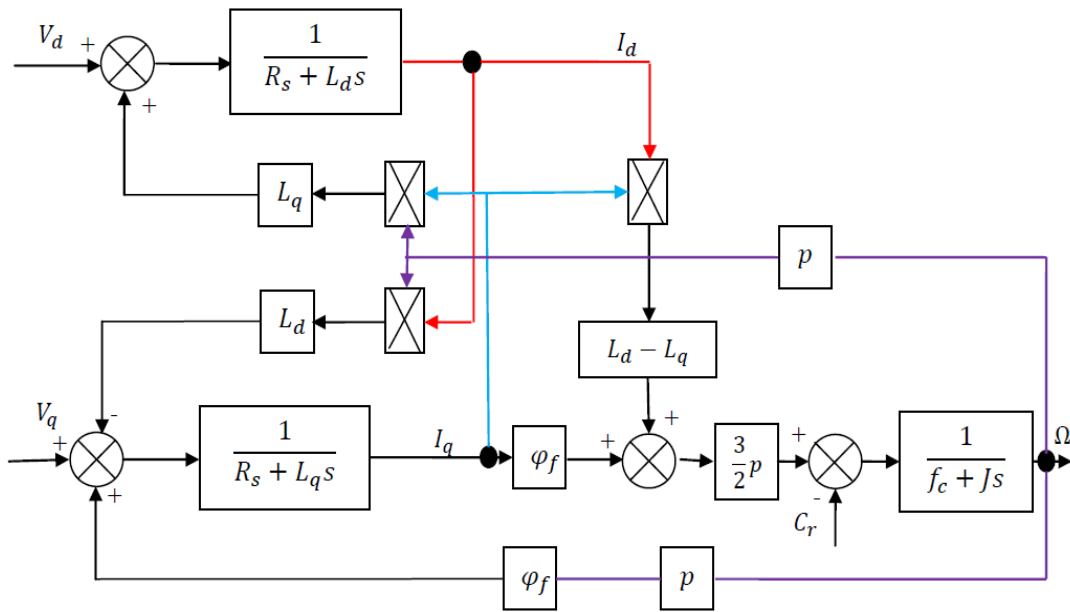 V_d
+
+
1
R_s + L_d s
I_d
L_q
p
L_d
L_d − L_q
V_q
+
-
+
1
R_s + L_q s
I_q
φ_f
+
+
3
2
p
+
-
C_r
1
f_c + Js
Ω
φ_f
p